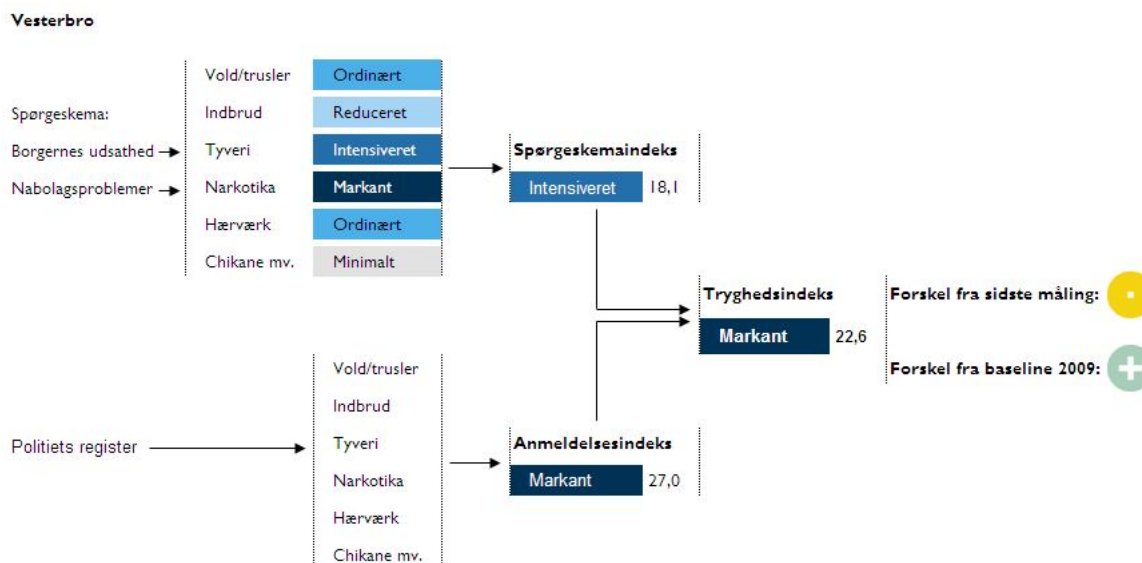 Vesterbro
Vold/trusler Ordinært
Spørgeskema: Indbrud Reduceret
Borgernes udsathed Tyveri Intensiveret
Nabolagsproblemer Narkotika Markant
Hærværk Ordinært
Chikane mv. Minimalt
Spørgeskemaindeks
Intensiveret 18,1
Tryghedsindeks
Markant 22,6
Forskel fra sidste måling:
Forskel fra baseline 2009:
Politiets register
Vold/trusler
Indbrud
Tyveri
Narkotika
Hærværk
Chikane mv.
Anmeldelsesindeks
Markant 27,0